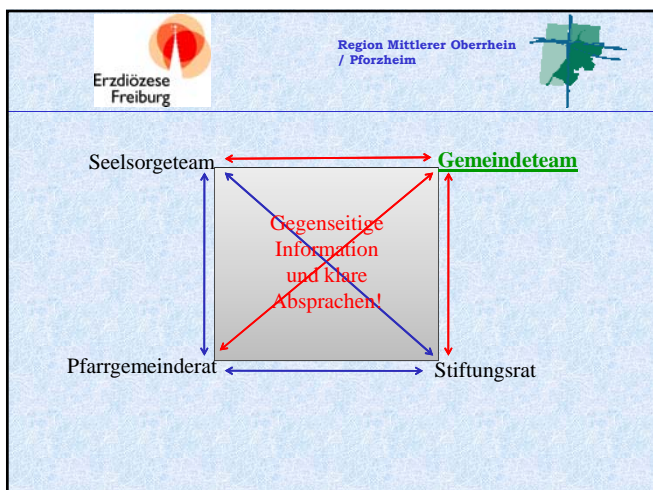 Erzdiözese
Freiburg
Region Mittlerer Oberrhein
/ Pforzheim
Seelsorgeteam
Gemeindeteam
Gegenseitige
Information
und klare
Absprachen!
Pfarrgemeinderat
Stiftungsrat